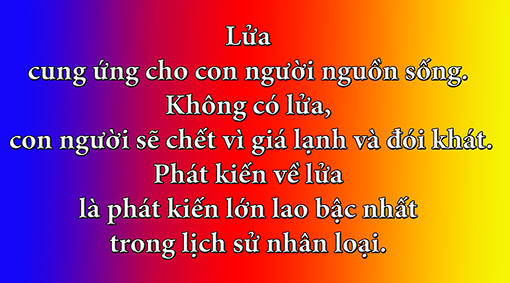 Lửa
cung ứng cho con người nguồn sống.
Không có lửa,
con người sẽ chết vì giá lạnh và đói khát.
Phát kiến về lửa
là phát kiến lớn lao bậc nhất
trong lịch sử nhân loại.